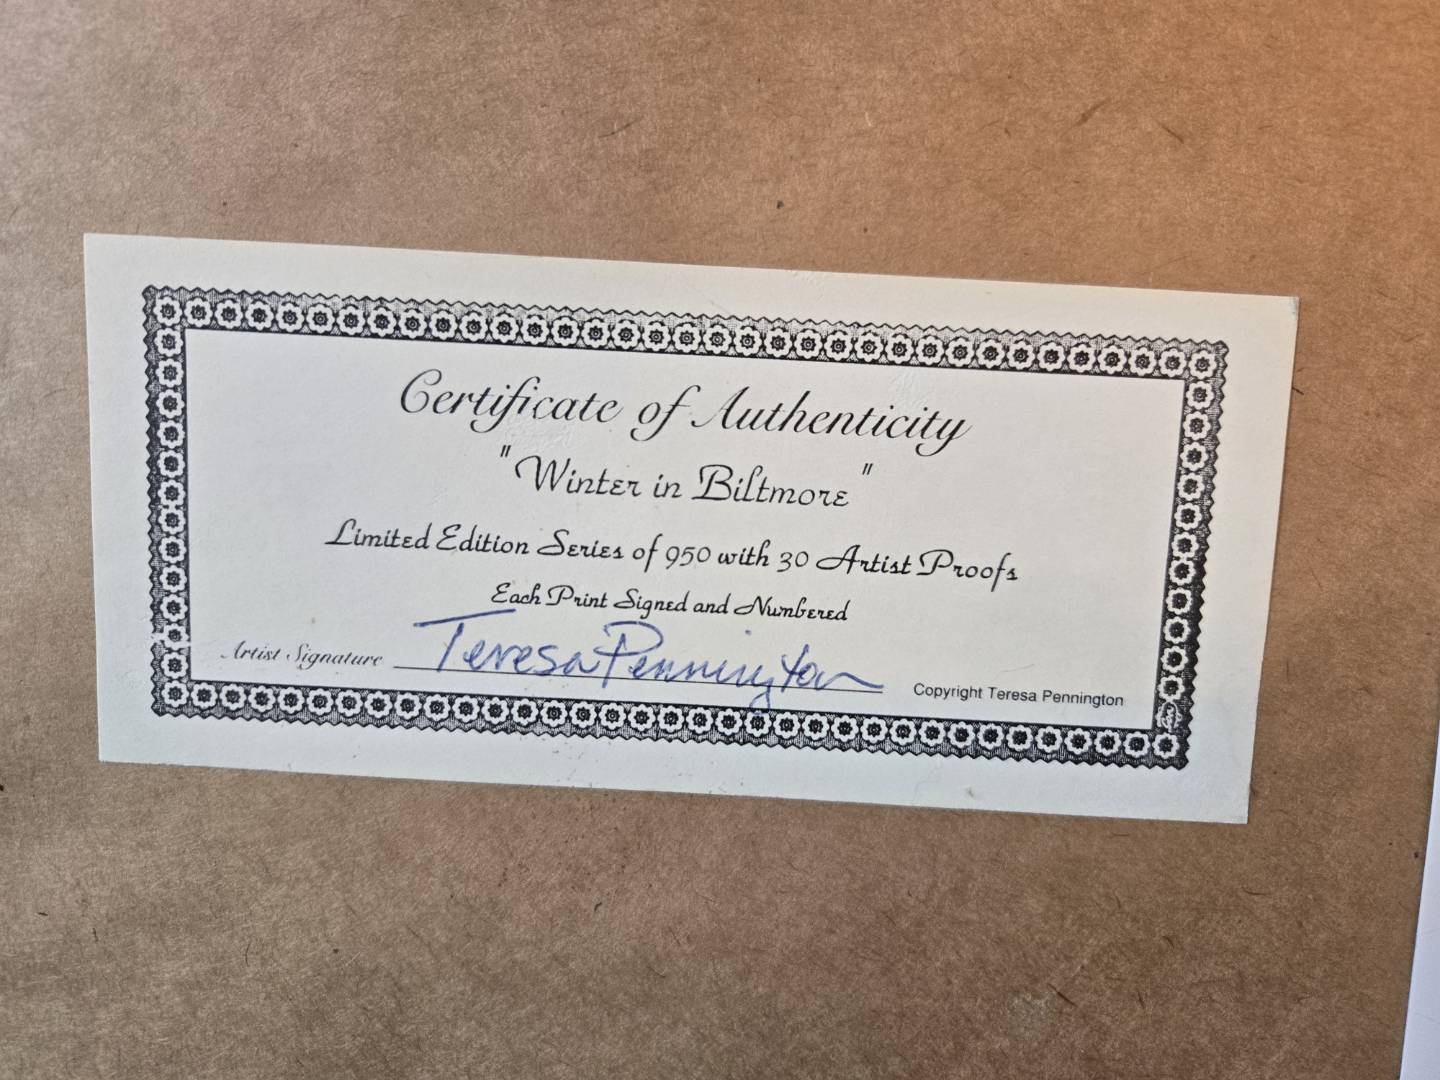 Certificate of Authenticity
"Winter in Biltmore"
Limited Edition Series of 950 with 30 Artist Proofs
Each Print Signed and Numbered
Artist Signature Teresa Pennington Copyright Teresa Pennington